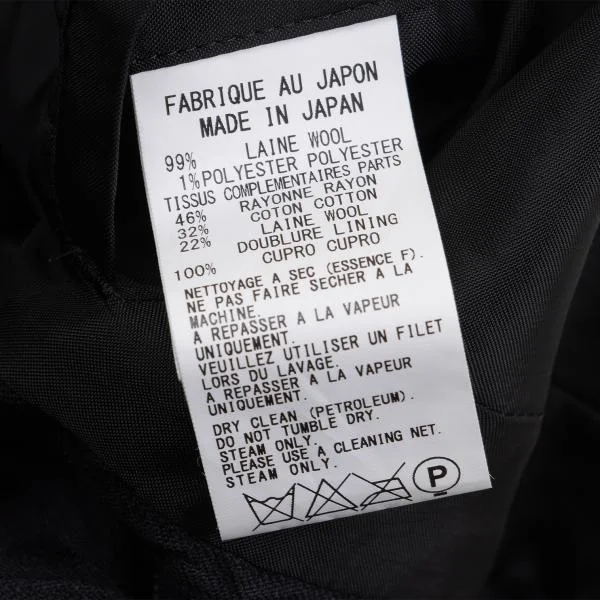 FABRIQUE AU JAPON
MADE IN JAPAN
99% LAINE WOOL
1% POLYESTER POLYESTER
TISSUS COMPLEMENTAIRES PARTS
46% RAYONNE RAYON
32% COTON COTTON
22% LAINE WOOL
DOUBLURE LINING
100% CUPRO CUPRO
NETTOYAGE A SEC (ESSENCE F).
NE PAS FAIRE SECHER A LA
MACHINE.
A REPASSER A LA VAPEUR
UNIQUEMENT.
VEUILLEZ UTILISER UN FILET
LORS DU LAVAGE.
A REPASSER A LA VAPEUR
UNIQUEMENT.
DRY CLEAN (PETROLEUM).
DO NOT TUMBLE DRY.
STEAM ONLY.
PLEASE USE A CLEANING NET.
STEAM ONLY.
P